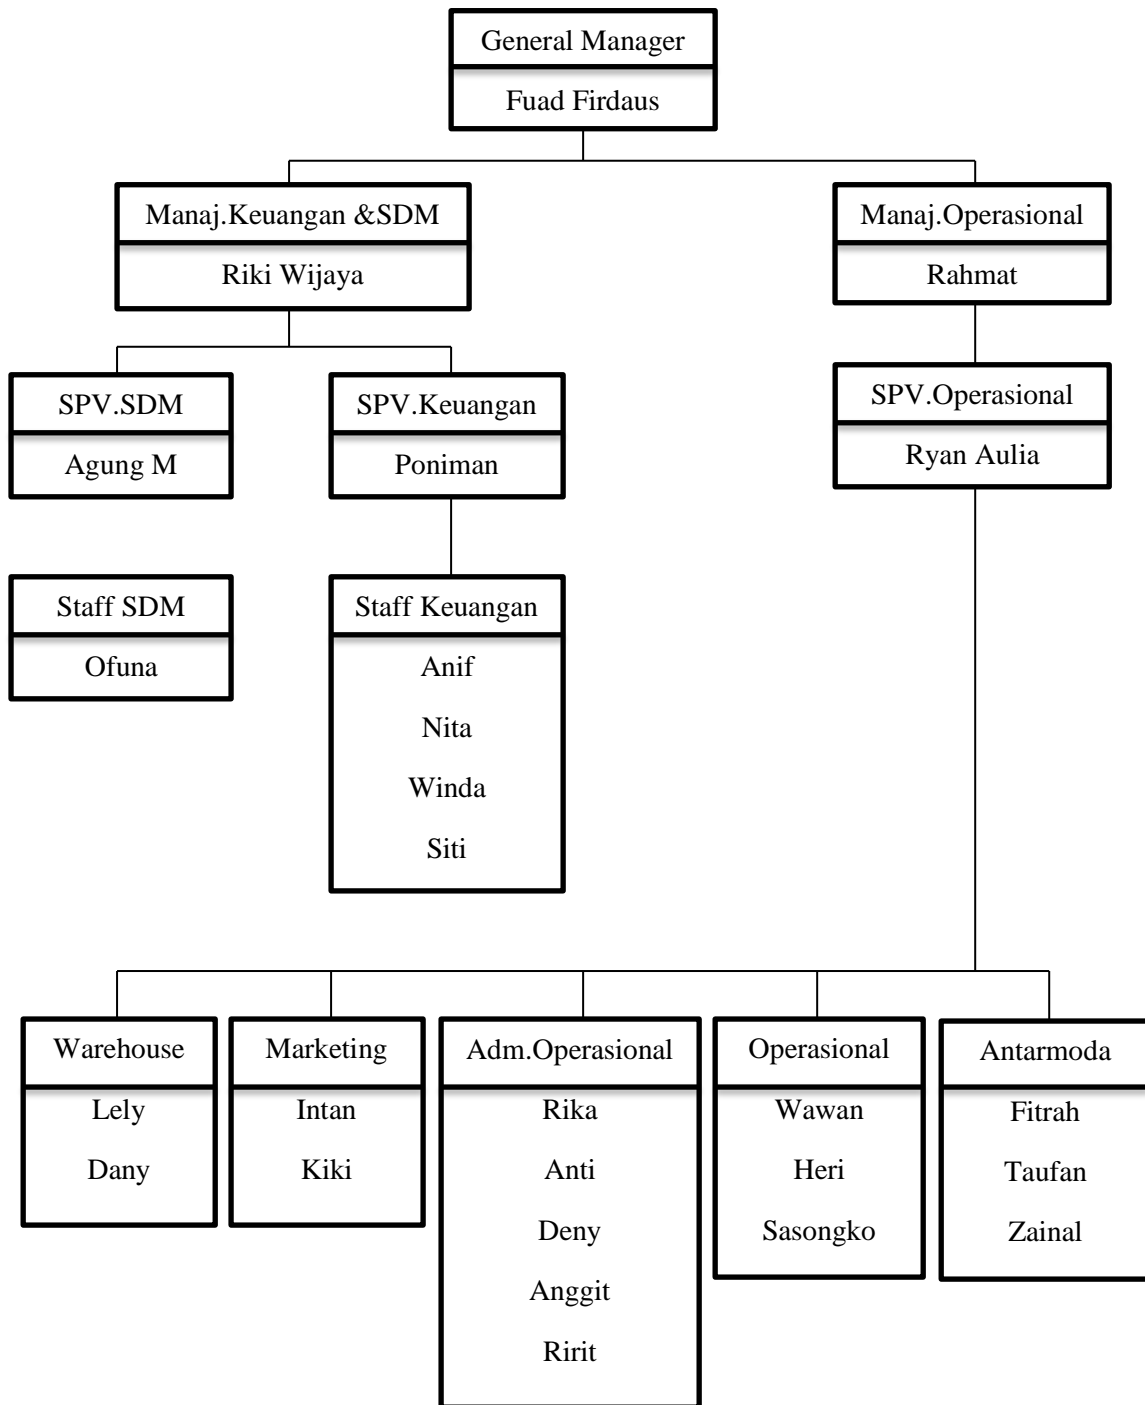 General Manager
Fuad Firdaus
Manaj.Keuangan &SDM
Riki Wijaya
Manaj.Operasional
Rahmat
SPV.SDM
Agung M
SPV.Keuangan
Poniman
SPV.Operasional
Ryan Aulia
Staff SDM
Ofuna
Staff Keuangan
Anif
Nita
Winda
Siti
Warehouse
Lely
Dany
Marketing
Intan
Kiki
Adm.Operasional
Rika
Anti
Deny
Anggit
Ririt
Operasional
Wawan
Heri
Sasongko
Antarmoda
Fitrah
Taufan
Zainal